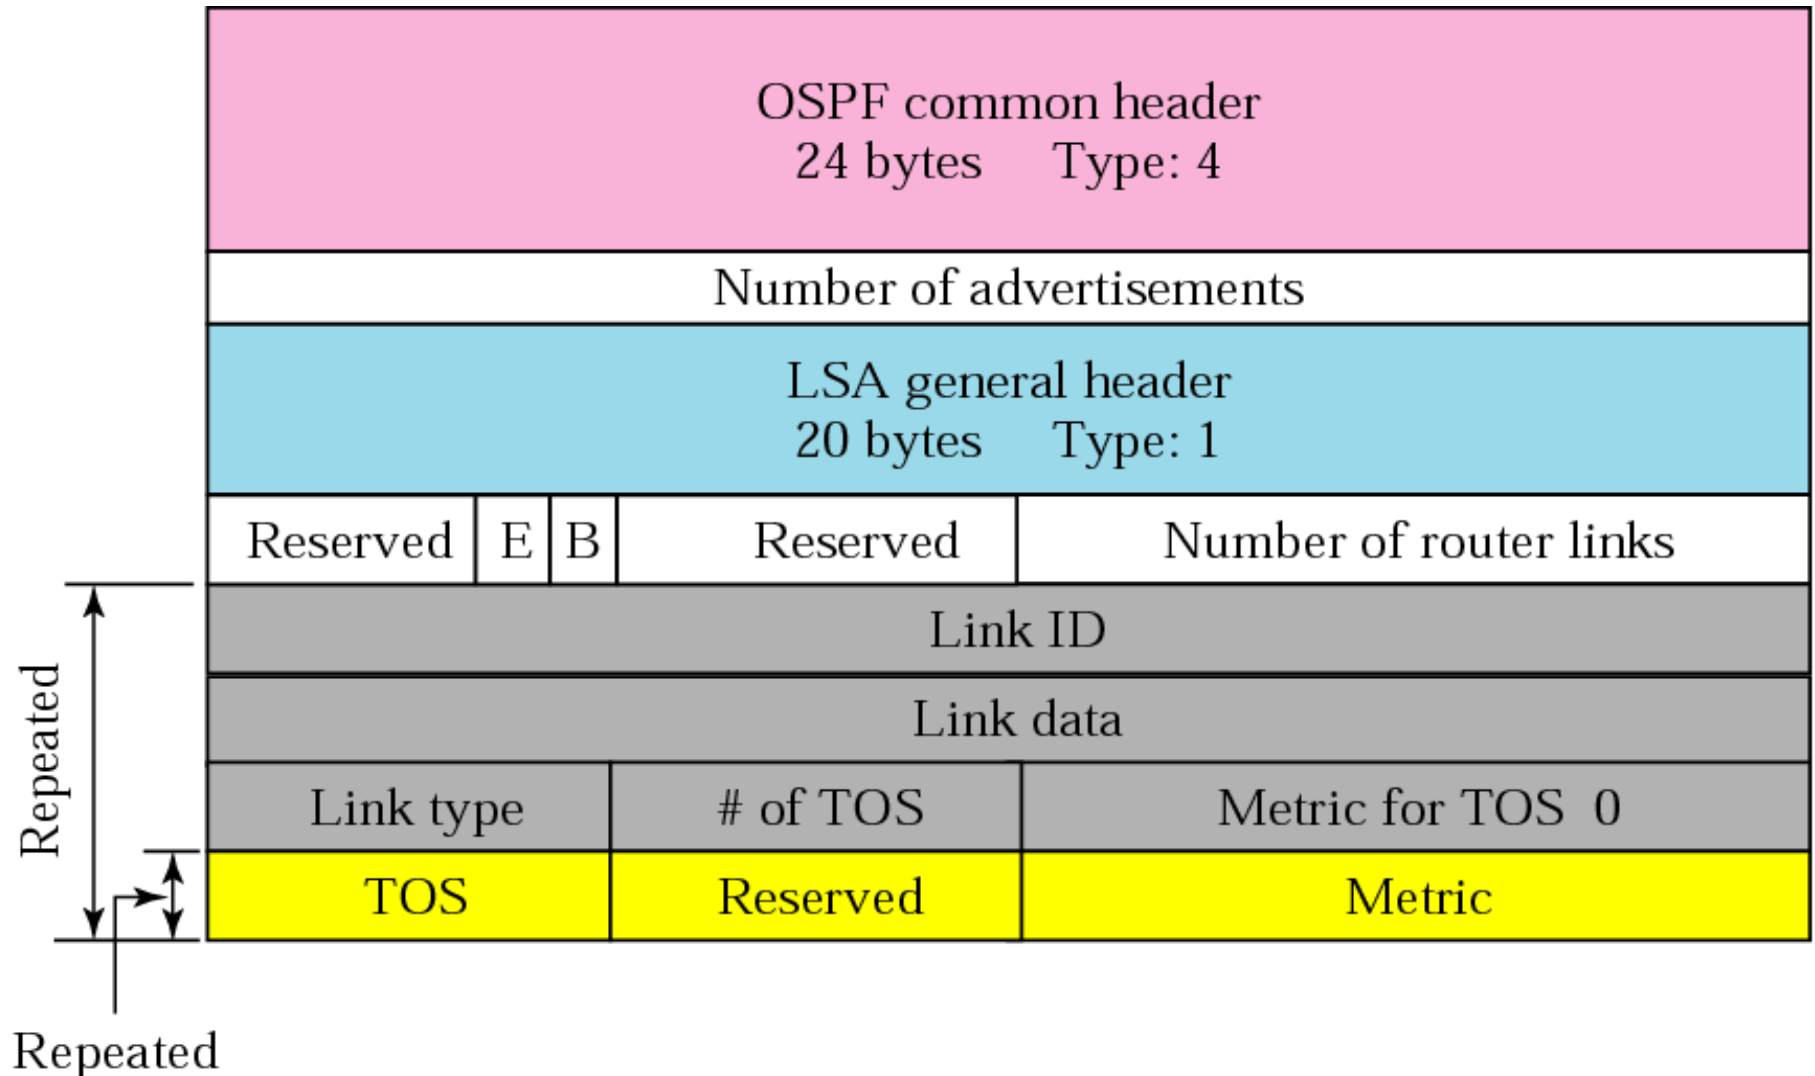 OSPF common header
24 bytes Type: 4
Number of advertisements
LSA general header
20 bytes Type: 1
Reserved E B Reserved Number of router links
Link ID
Link data
Link type # of TOS Metric for TOS 0
TOS Reserved Metric
Repeated
Repeated